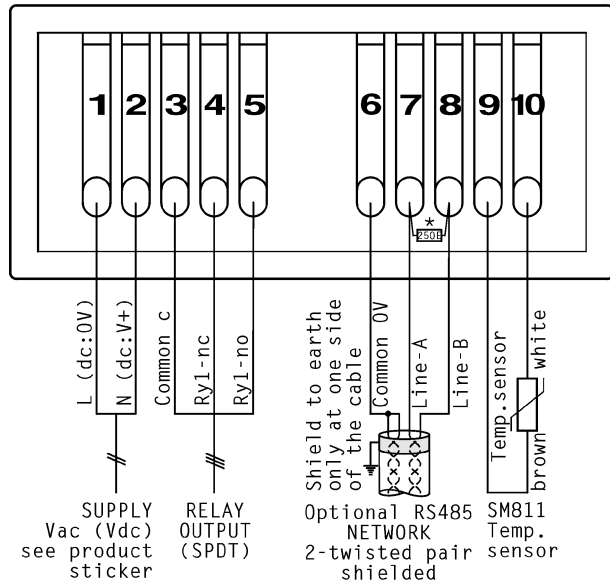 1 2 3 4 5 6 7 8 9 10
*
250E
L (dc:0V)
N (dc:V+)
Common c
Ry1-nc
Ry1-no
Shield to earth
only at one side
of the cable
Common 0V
Line-A
Line-B
Temp.sensor
white
brown
SUPPLY
Vac (Vdc)
see product
sticker
RELAY
OUTPUT
(SPDT)
Optional RS485
NETWORK
2-twisted pair
shielded
SM811
Temp.
sensor